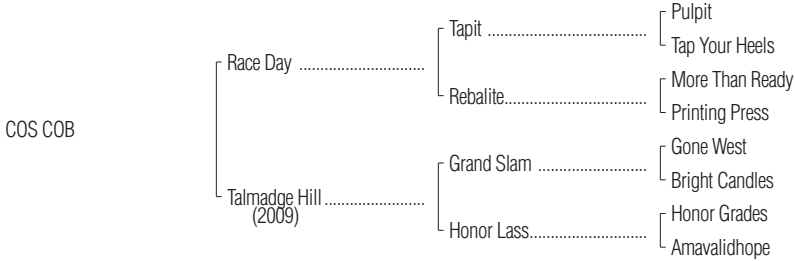 Pulpit
Tapit ......................................
Tap Your Heels
Race Day ..............................
More Than Ready
Rebalite..................................
Printing Press
COS COB
Gone West
Grand Slam ..........................
Bright Candles
Talmadge Hill........................
(2009)
Honor Grades
Honor Lass............................
Amavalidhope